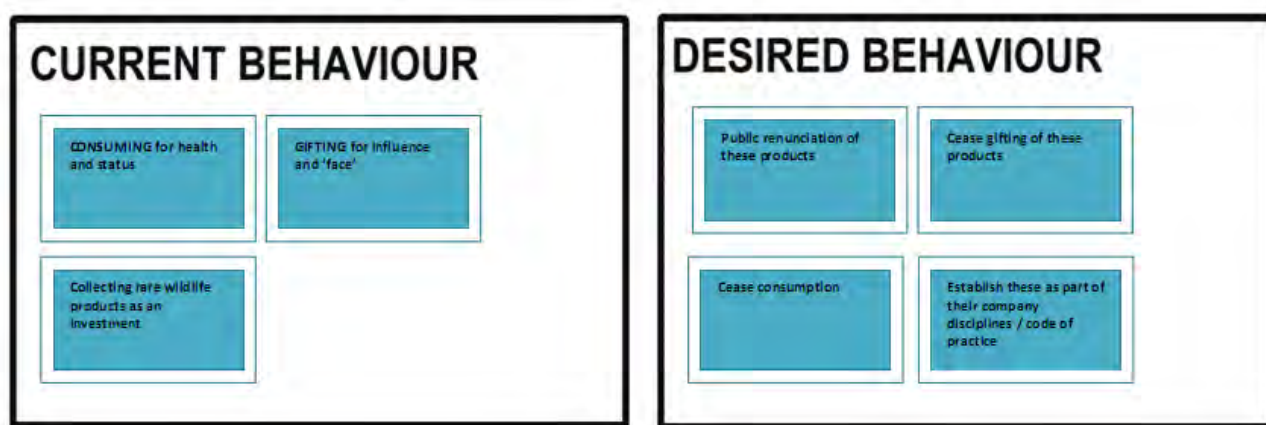 CURRENT BEHAVIOUR
CONSUMING for health
and status
GIFTING for influence
and 'face'
Collecting rare wildlife
products as an
investment
DESIRED BEHAVIOUR
Public renunciation of
these products
Cease gifting of these
products
Cease consumption
Establish these as part of
their company
disciplines / code of
practice